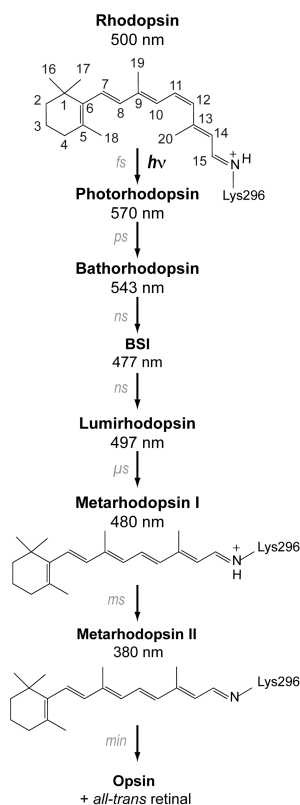 Rhodopsin
500 nm
16 17 19
2 1 7 9 11
6 8 10 12
3 5 18 13
4 20 14
fs hν 15 + N H
Lys296
Photorhodopsin
570 nm
ps
Bathorhodopsin
543 nm
ns
BSI
477 nm
ns
Lumirhodopsin
497 nm
µs
Metarhodopsin I
480 nm
+ Lys296
N
H
ms
Metarhodopsin II
380 nm
Lys296
N
min
Opsin
+ all-trans retinal